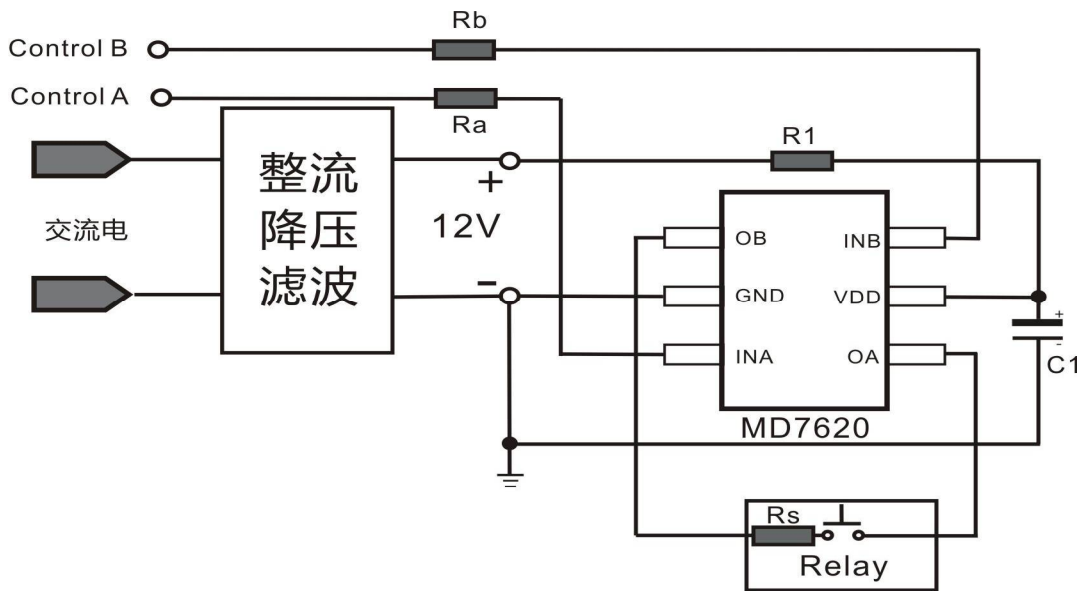 Rb
Control B
Control A
Ra
R1
整流
降压
滤波
+
12V
-
交流电
OB
INB
GND
VDD
INA
OA
+
-
C1
MD7620
Rs
Relay